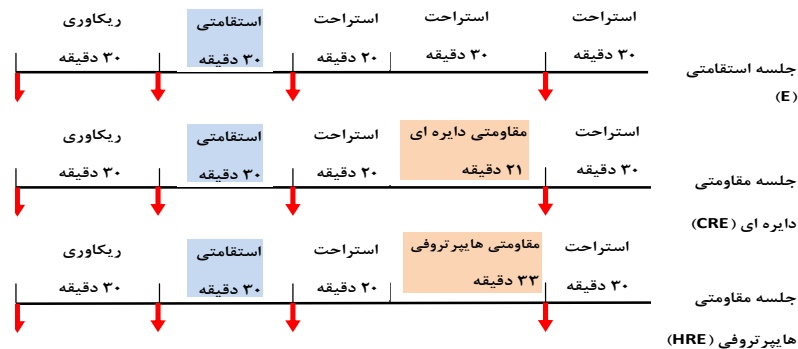 استراحت استراحت استراحت استقامتی ریکاوری
۳۰ دقیقه ۳۰ دقیقه ۲۰ دقیقه ۳۰ دقیقه ۳۰ دقیقه
جلسه استقامتی
(E)
استراحت مقاومتی دایره ای استراحت استقامتی ریکاوری
۳۰ دقیقه ۲۱ دقیقه ۲۰ دقیقه ۳۰ دقیقه ۳۰ دقیقه
جلسه مقاومتی
دایره ای (CRE)
استراحت مقاومتی هایپرتروفی استراحت استقامتی ریکاوری
۳۰ دقیقه ۳۳ دقیقه ۲۰ دقیقه ۳۰ دقیقه ۳۰ دقیقه
جلسه مقاومتی
هایپرتروفی (HRE)